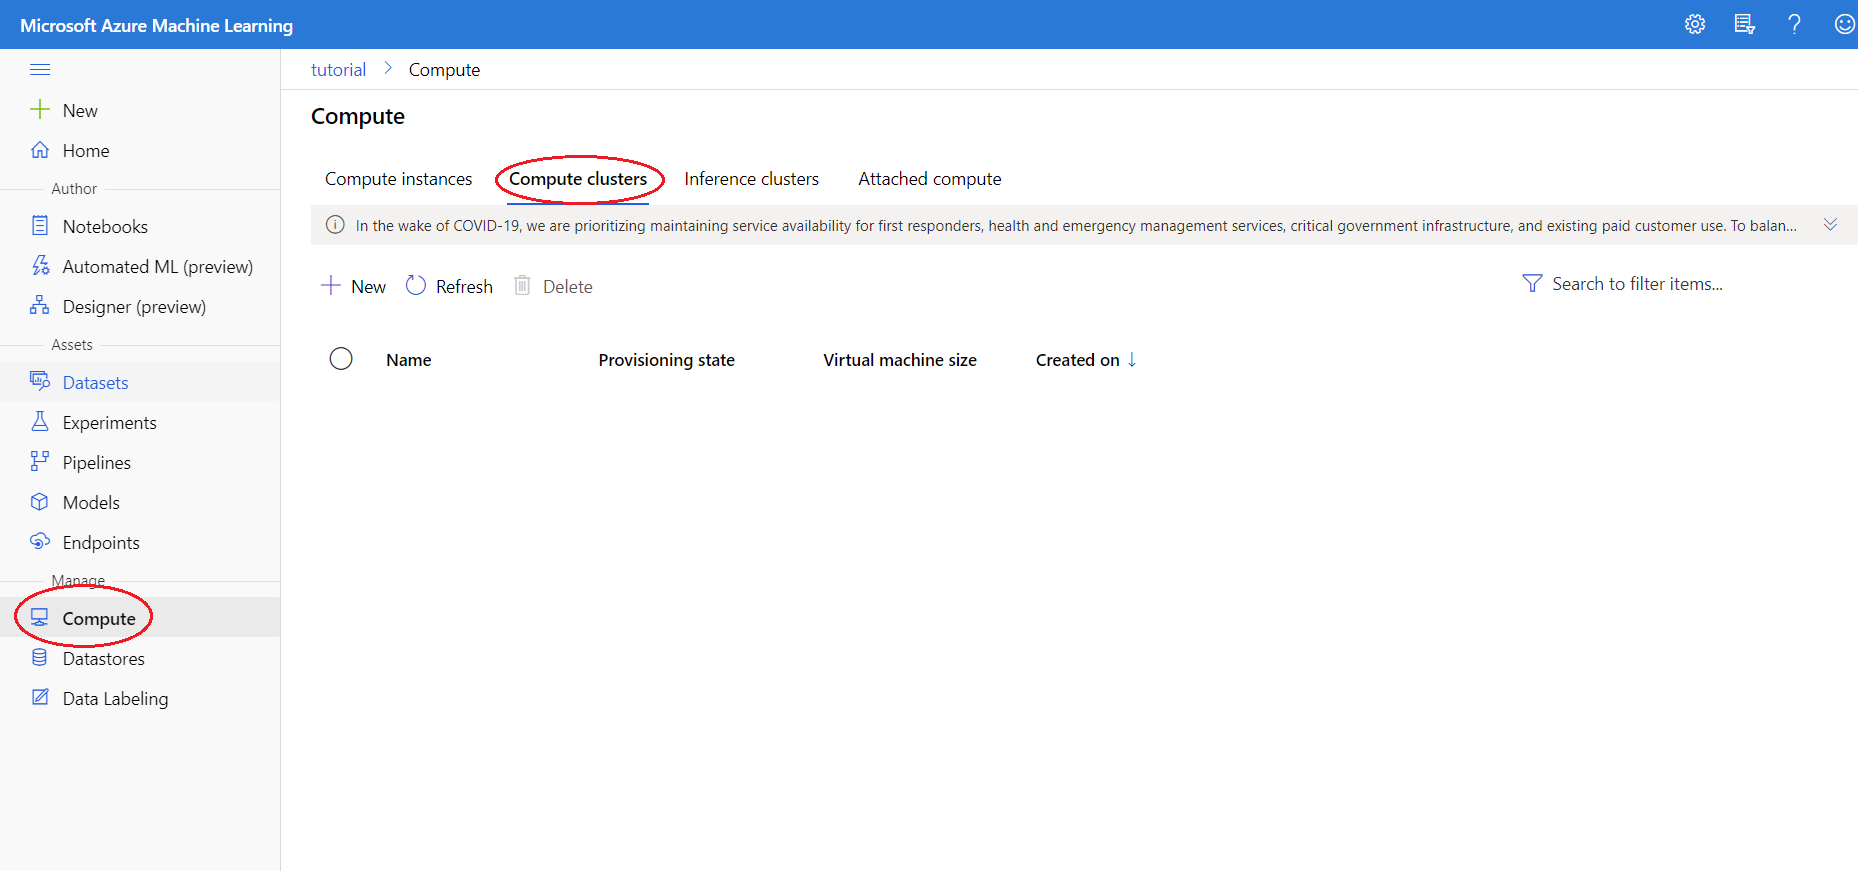 Microsoft Azure Machine Learning
tutorial > Compute
New
Home
Author
Notebooks
Automated ML (preview)
Designer (preview)
Assets
Datasets
Experiments
Pipelines
Models
Endpoints
Manage
Compute
Datastores
Data Labeling
Compute
Compute instances Compute clusters Inference clusters Attached compute
In the wake of COVID-19, we are prioritizing maintaining service availability for first responders, health and emergency management services, critical government infrastructure, and existing paid customer use. To balan...
New Refresh Delete Search to filter items...
Name Provisioning state Virtual machine size Created on ↓